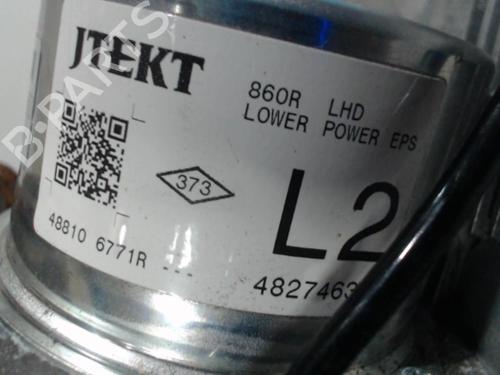 JTEKT
860R LHD
LOWER POWER EPS
373
L2
48810 6771R ---
4827463
B-PARTS